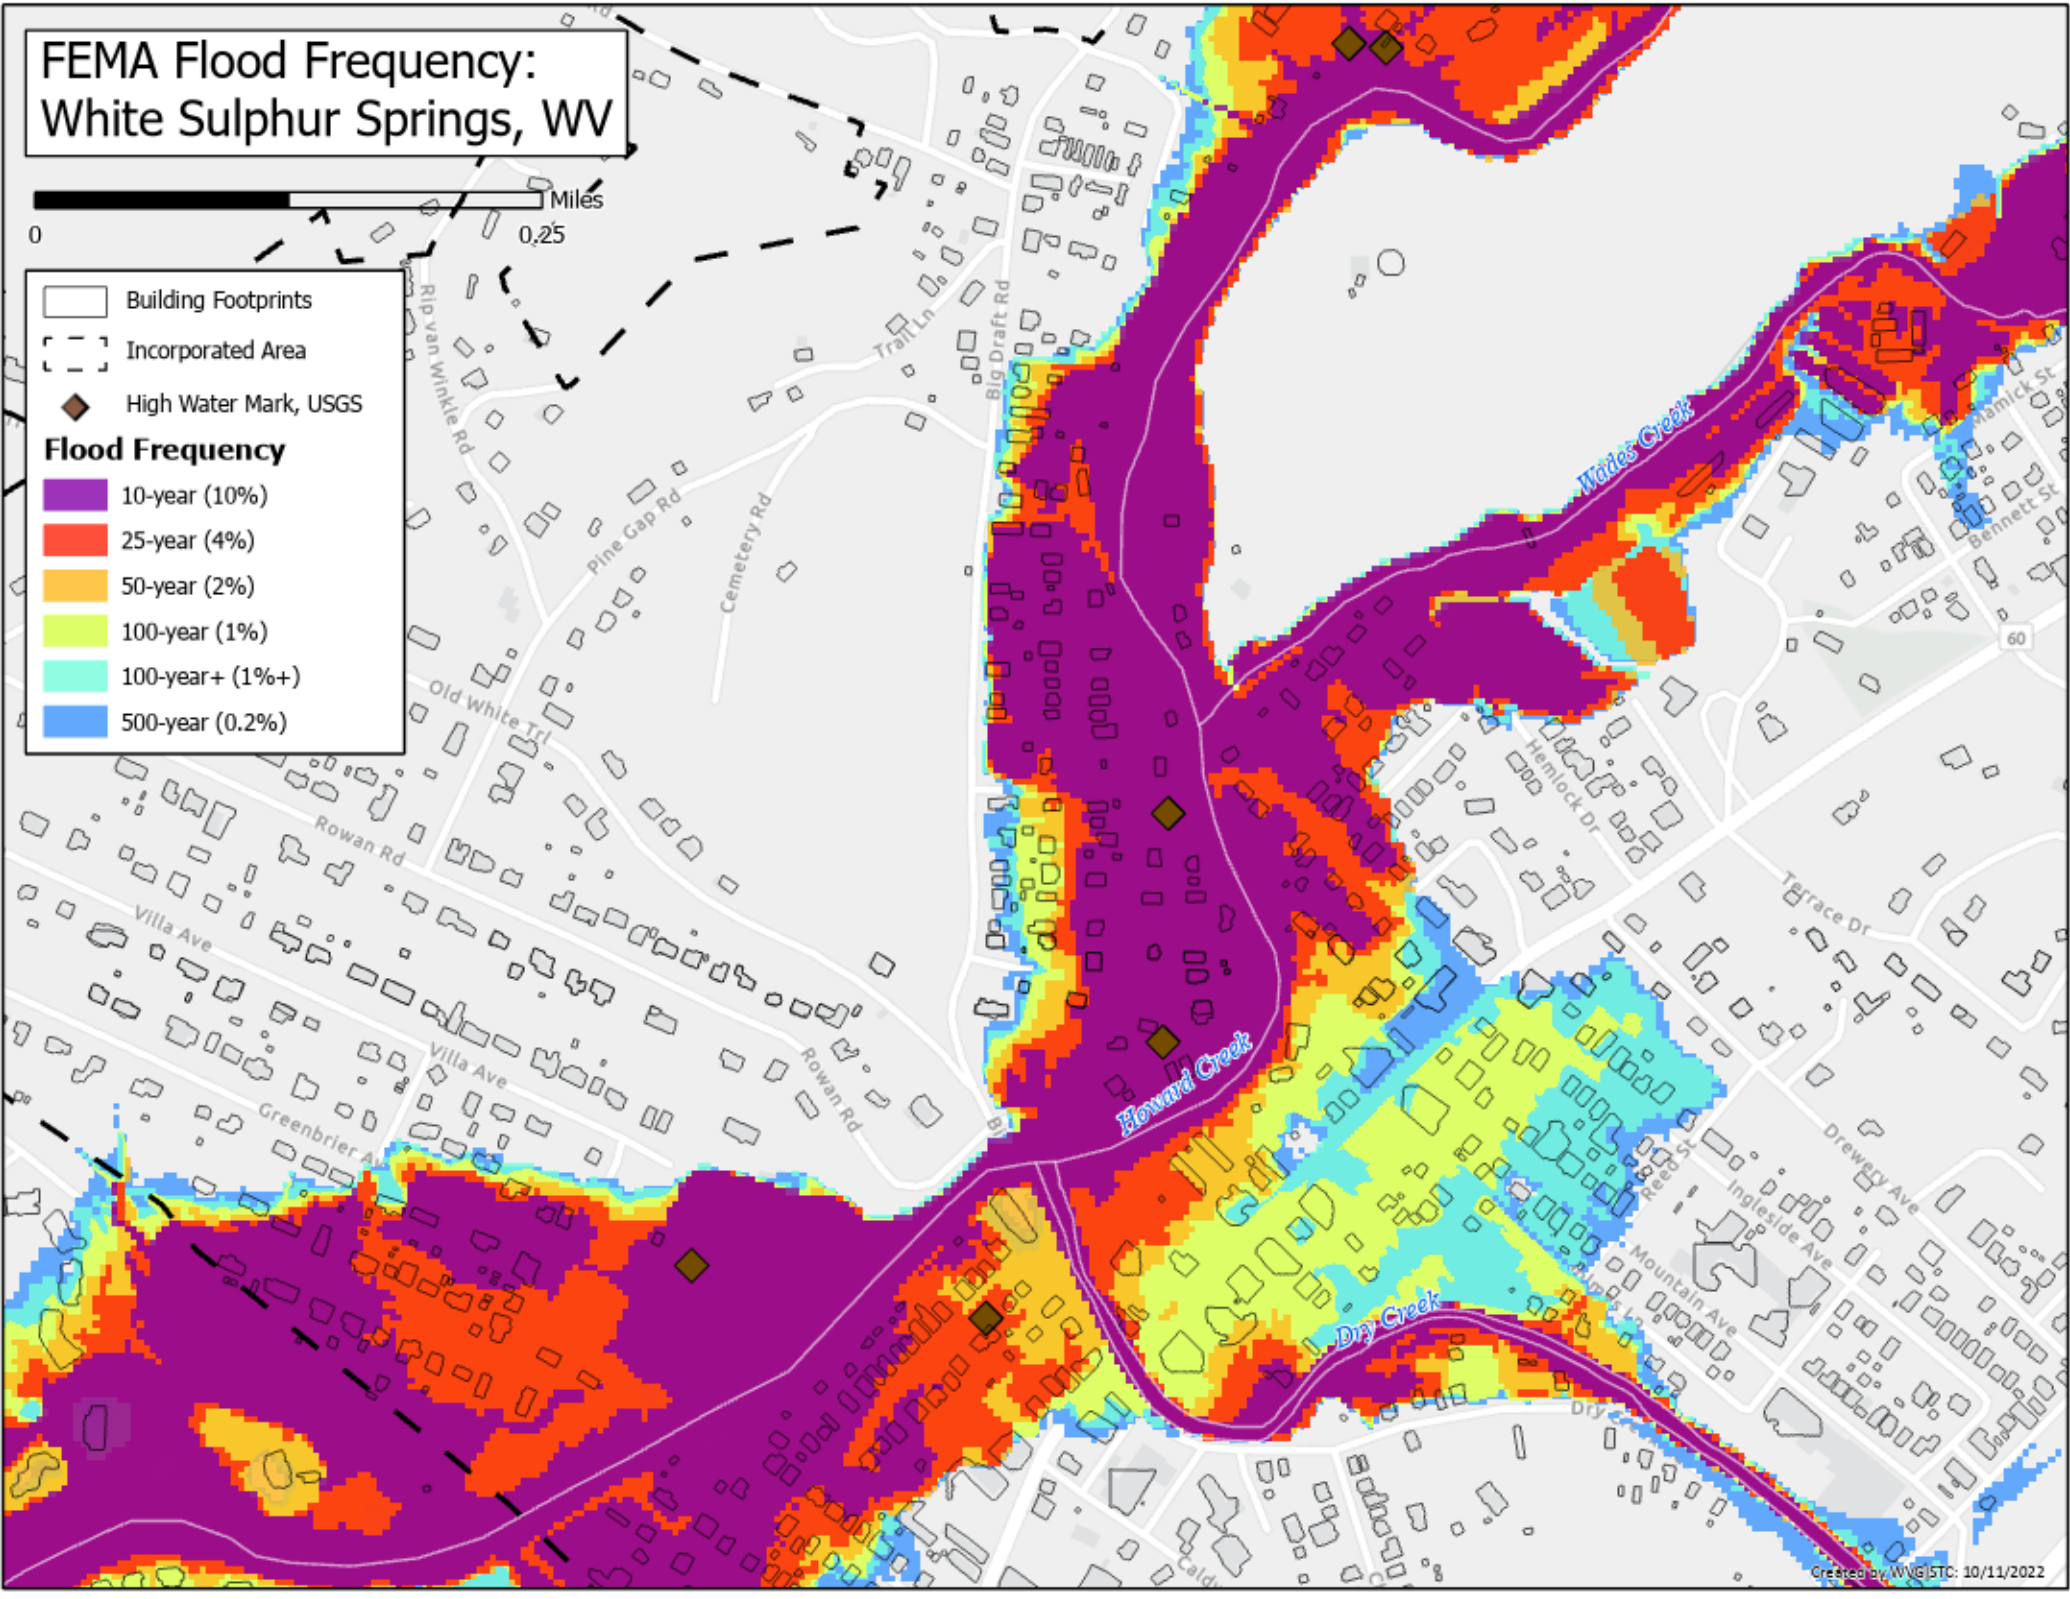 FEMA Flood Frequency:
White Sulphur Springs, WV
Miles
0
0.25
Building Footprints
Incorporated Area
High Water Mark, USGS
Flood Frequency
10-year (10%)
25-year (4%)
50-year (2%)
100-year (1%)
100-year+ (1%+)
500-year (0.2%)
Rd
Rip van Winkle Rd
Trail Ln
Big Draft Rd
Pine Gap Rd
Cemetery Rd
Old White Trl
Wades Creek
Mamick St
Bennett St
60
Hemlock Dr
Terrace Dr
Rowan Rd
Villa Ave
Villa Ave
Rowan Rd
Greenbrier Av
Howard Creek
Reed St
Drewery Ave
Ingleside Ave
Mountain Ave
Dry Creek
Dry
Created by WVGISTC: 10/11/2022